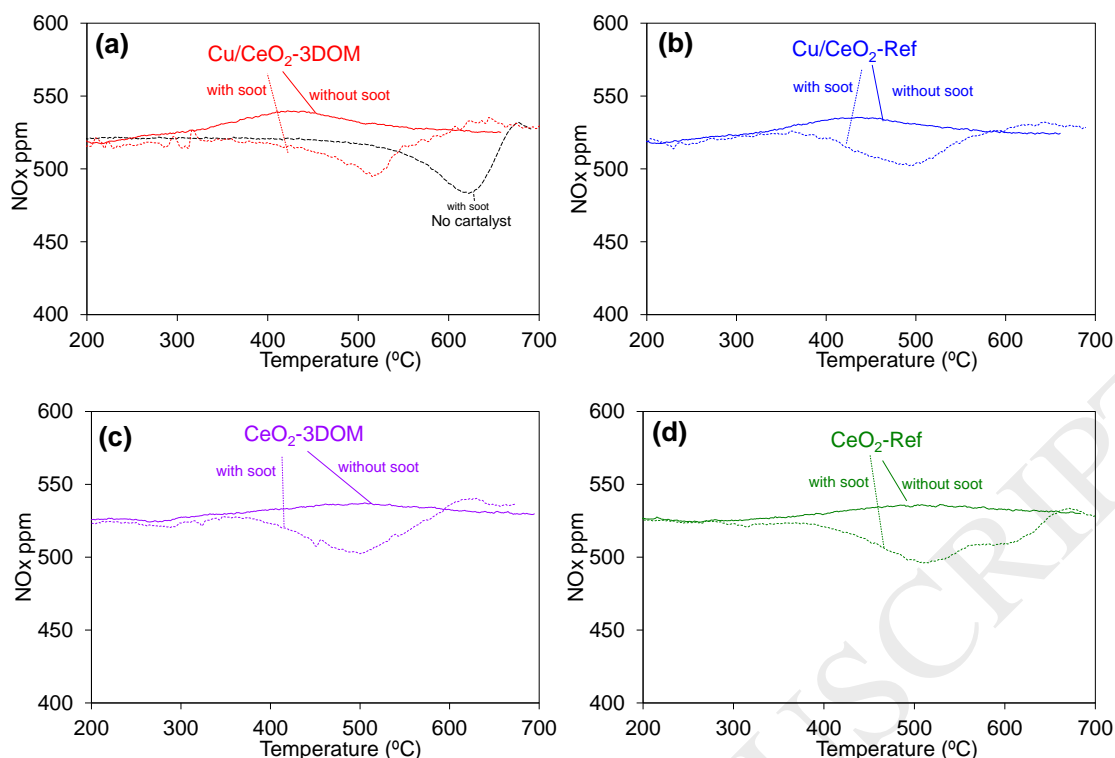 (a)
Cu/CeO₂-3DOM
with soot
without soot
with soot
No cartalyst
NOx ppm
600
550
500
450
400
200 300 400 500 600 700
Temperature (ºC)
(b)
Cu/CeO₂-Ref
with soot
without soot
NOx ppm
600
550
500
450
400
200 300 400 500 600 700
Temperature (ºC)
(c)
CeO₂-3DOM
with soot
without soot
NOx ppm
600
550
500
450
400
200 300 400 500 600 700
Temperature (ºC)
(d)
CeO₂-Ref
with soot
without soot
NOx ppm
600
550
500
450
400
200 300 400 500 600 700
Temperature (ºC)
USCRIPT